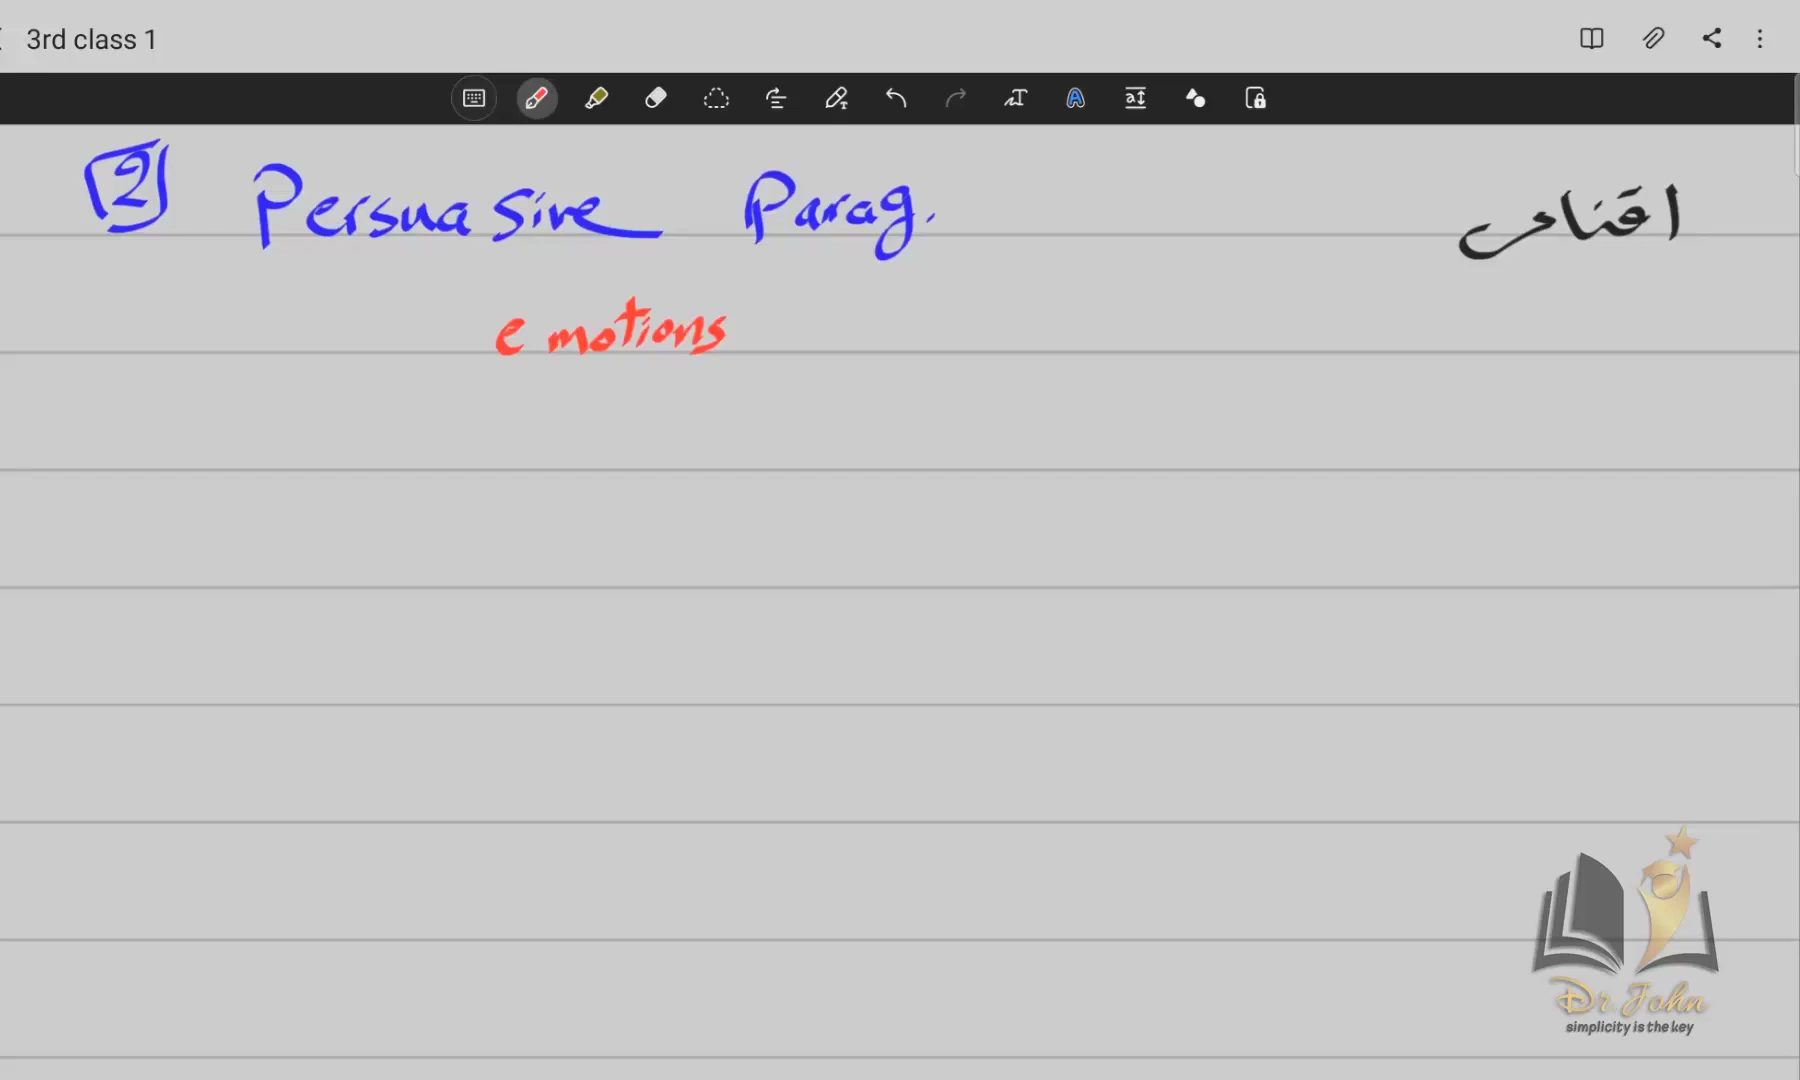 3rd class 1
2 Persuasive Parag. اقناعى
emotions
Dr. John
simplicity is the key